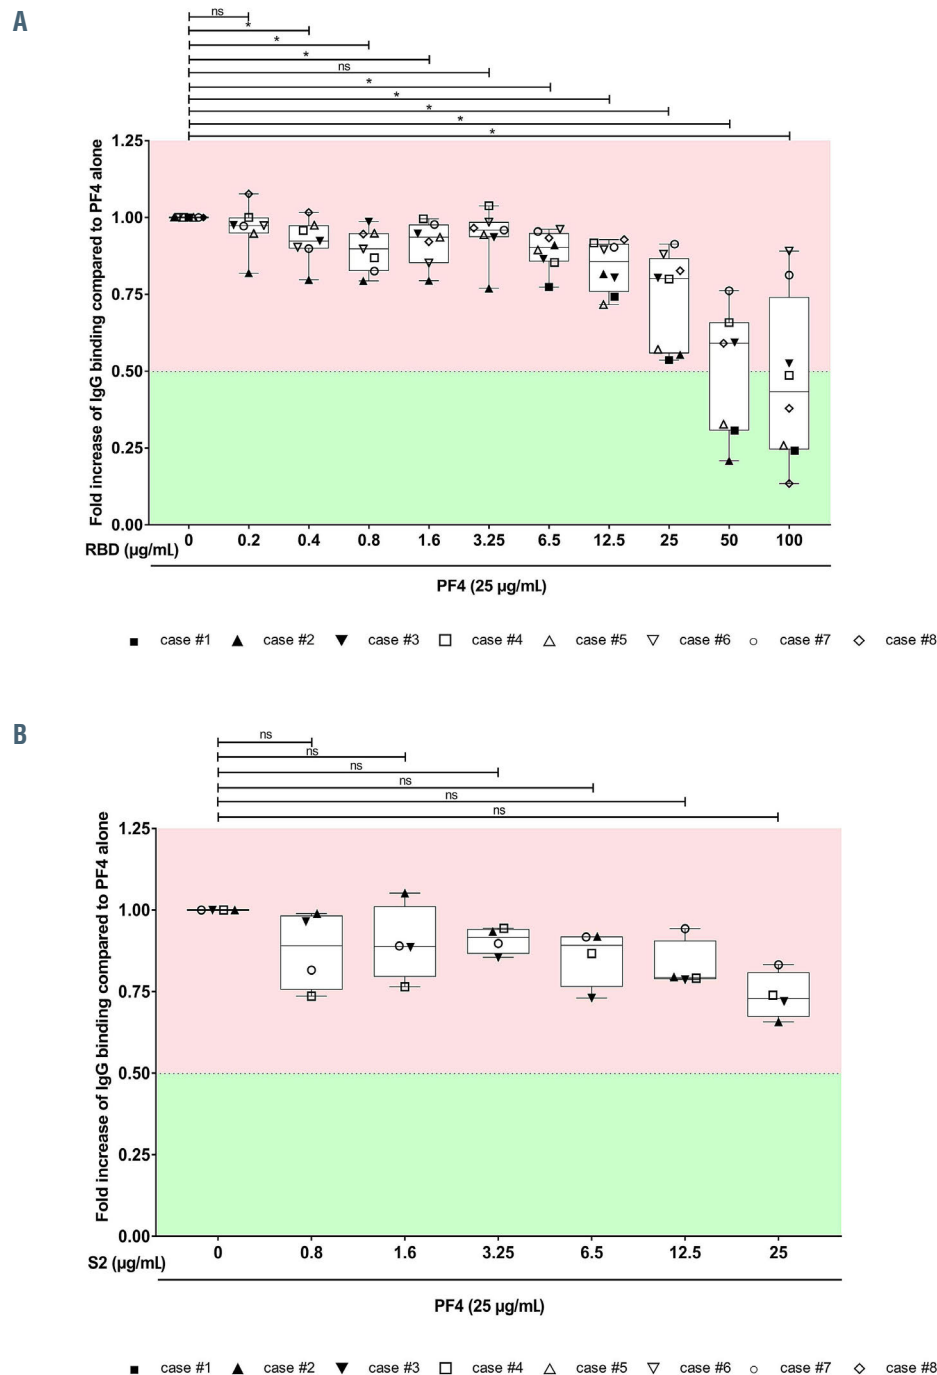 A
ns
*
*
*
ns
*
*
*
*
*
Fold increase of IgG binding compared to PF4 alone
1.25
1.00
0.75
0.50
0.25
0.00
RBD (µg/mL) 0 0.2 0.4 0.8 1.6 3.25 6.5 12.5 25 50 100
PF4 (25 µg/mL)
case #1 case #2 case #3 case #4 case #5 case #6 case #7 case #8
B
ns
ns
ns
ns
ns
ns
Fold increase of IgG binding compared to PF4 alone
1.25
1.00
0.75
0.50
0.25
0.00
S2 (µg/mL) 0 0.8 1.6 3.25 6.5 12.5 25
PF4 (25 µg/mL)
case #1 case #2 case #3 case #4 case #5 case #6 case #7 case #8